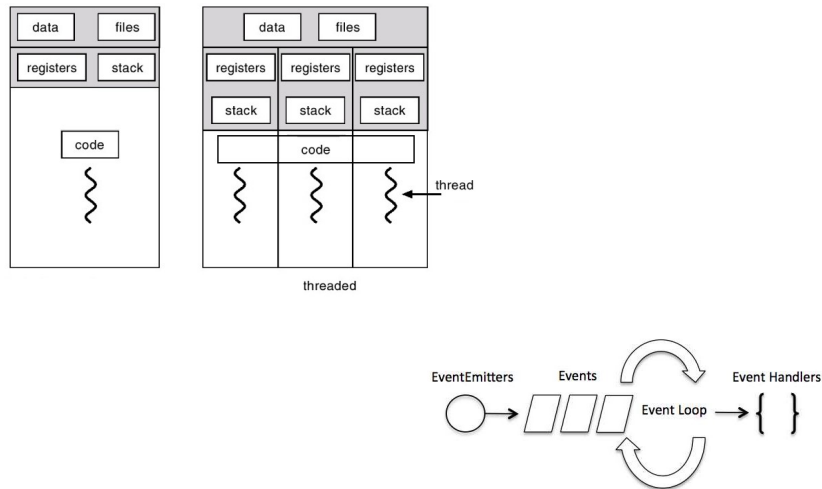 data files
registers stack
code
data files
registers registers registers
stack stack stack
code
thread
threaded
EventEmitters Events Event Handlers
Event Loop
{ }